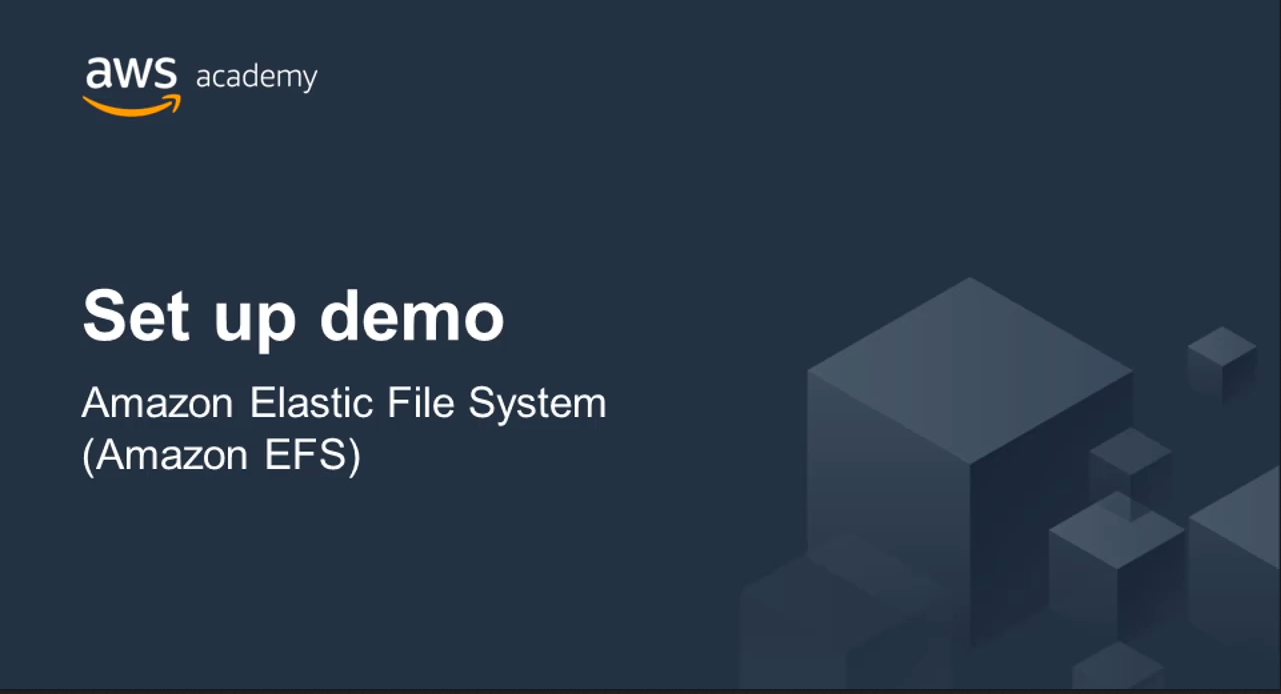 aws academy
Set up demo
Amazon Elastic File System
(Amazon EFS)